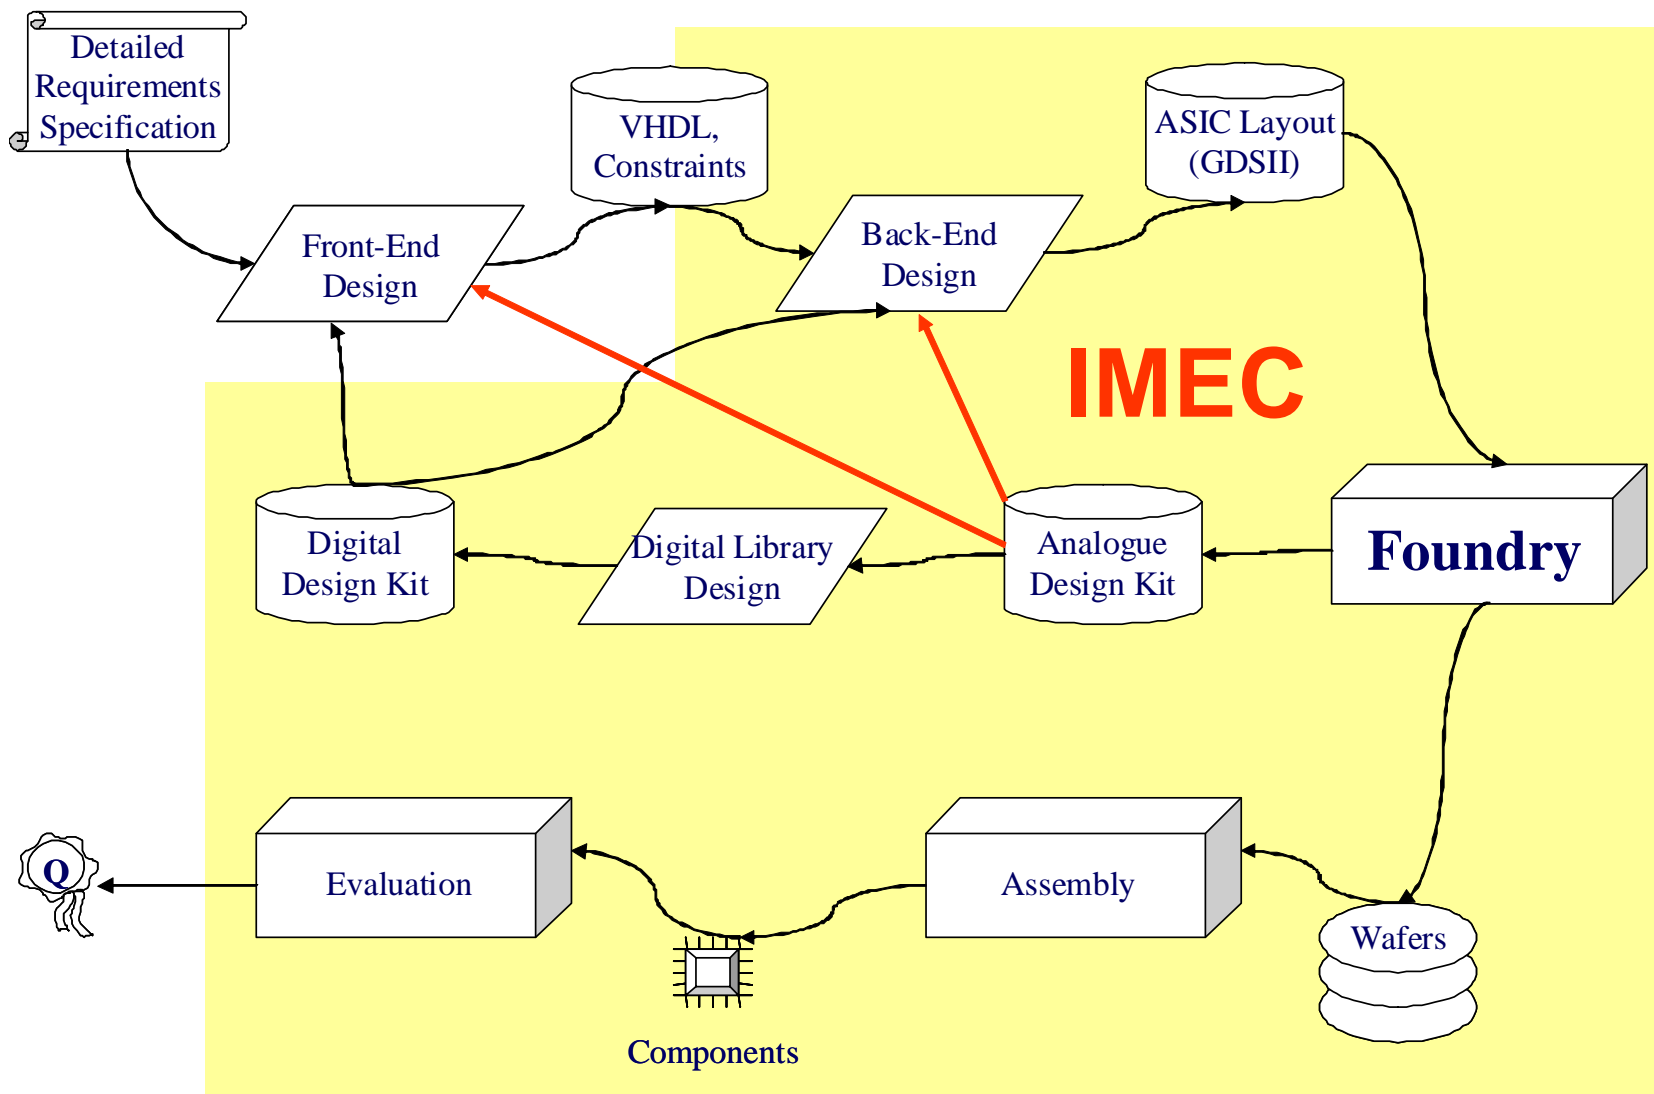 Detailed
Requirements
Specification
VHDL,
Constraints
ASIC Layout
(GDSII)
Front-End
Design
Back-End
Design
IMEC
Digital
Design Kit
Digital Library
Design
Analogue
Design Kit
Foundry
Q
Evaluation
Assembly
Wafers
Components